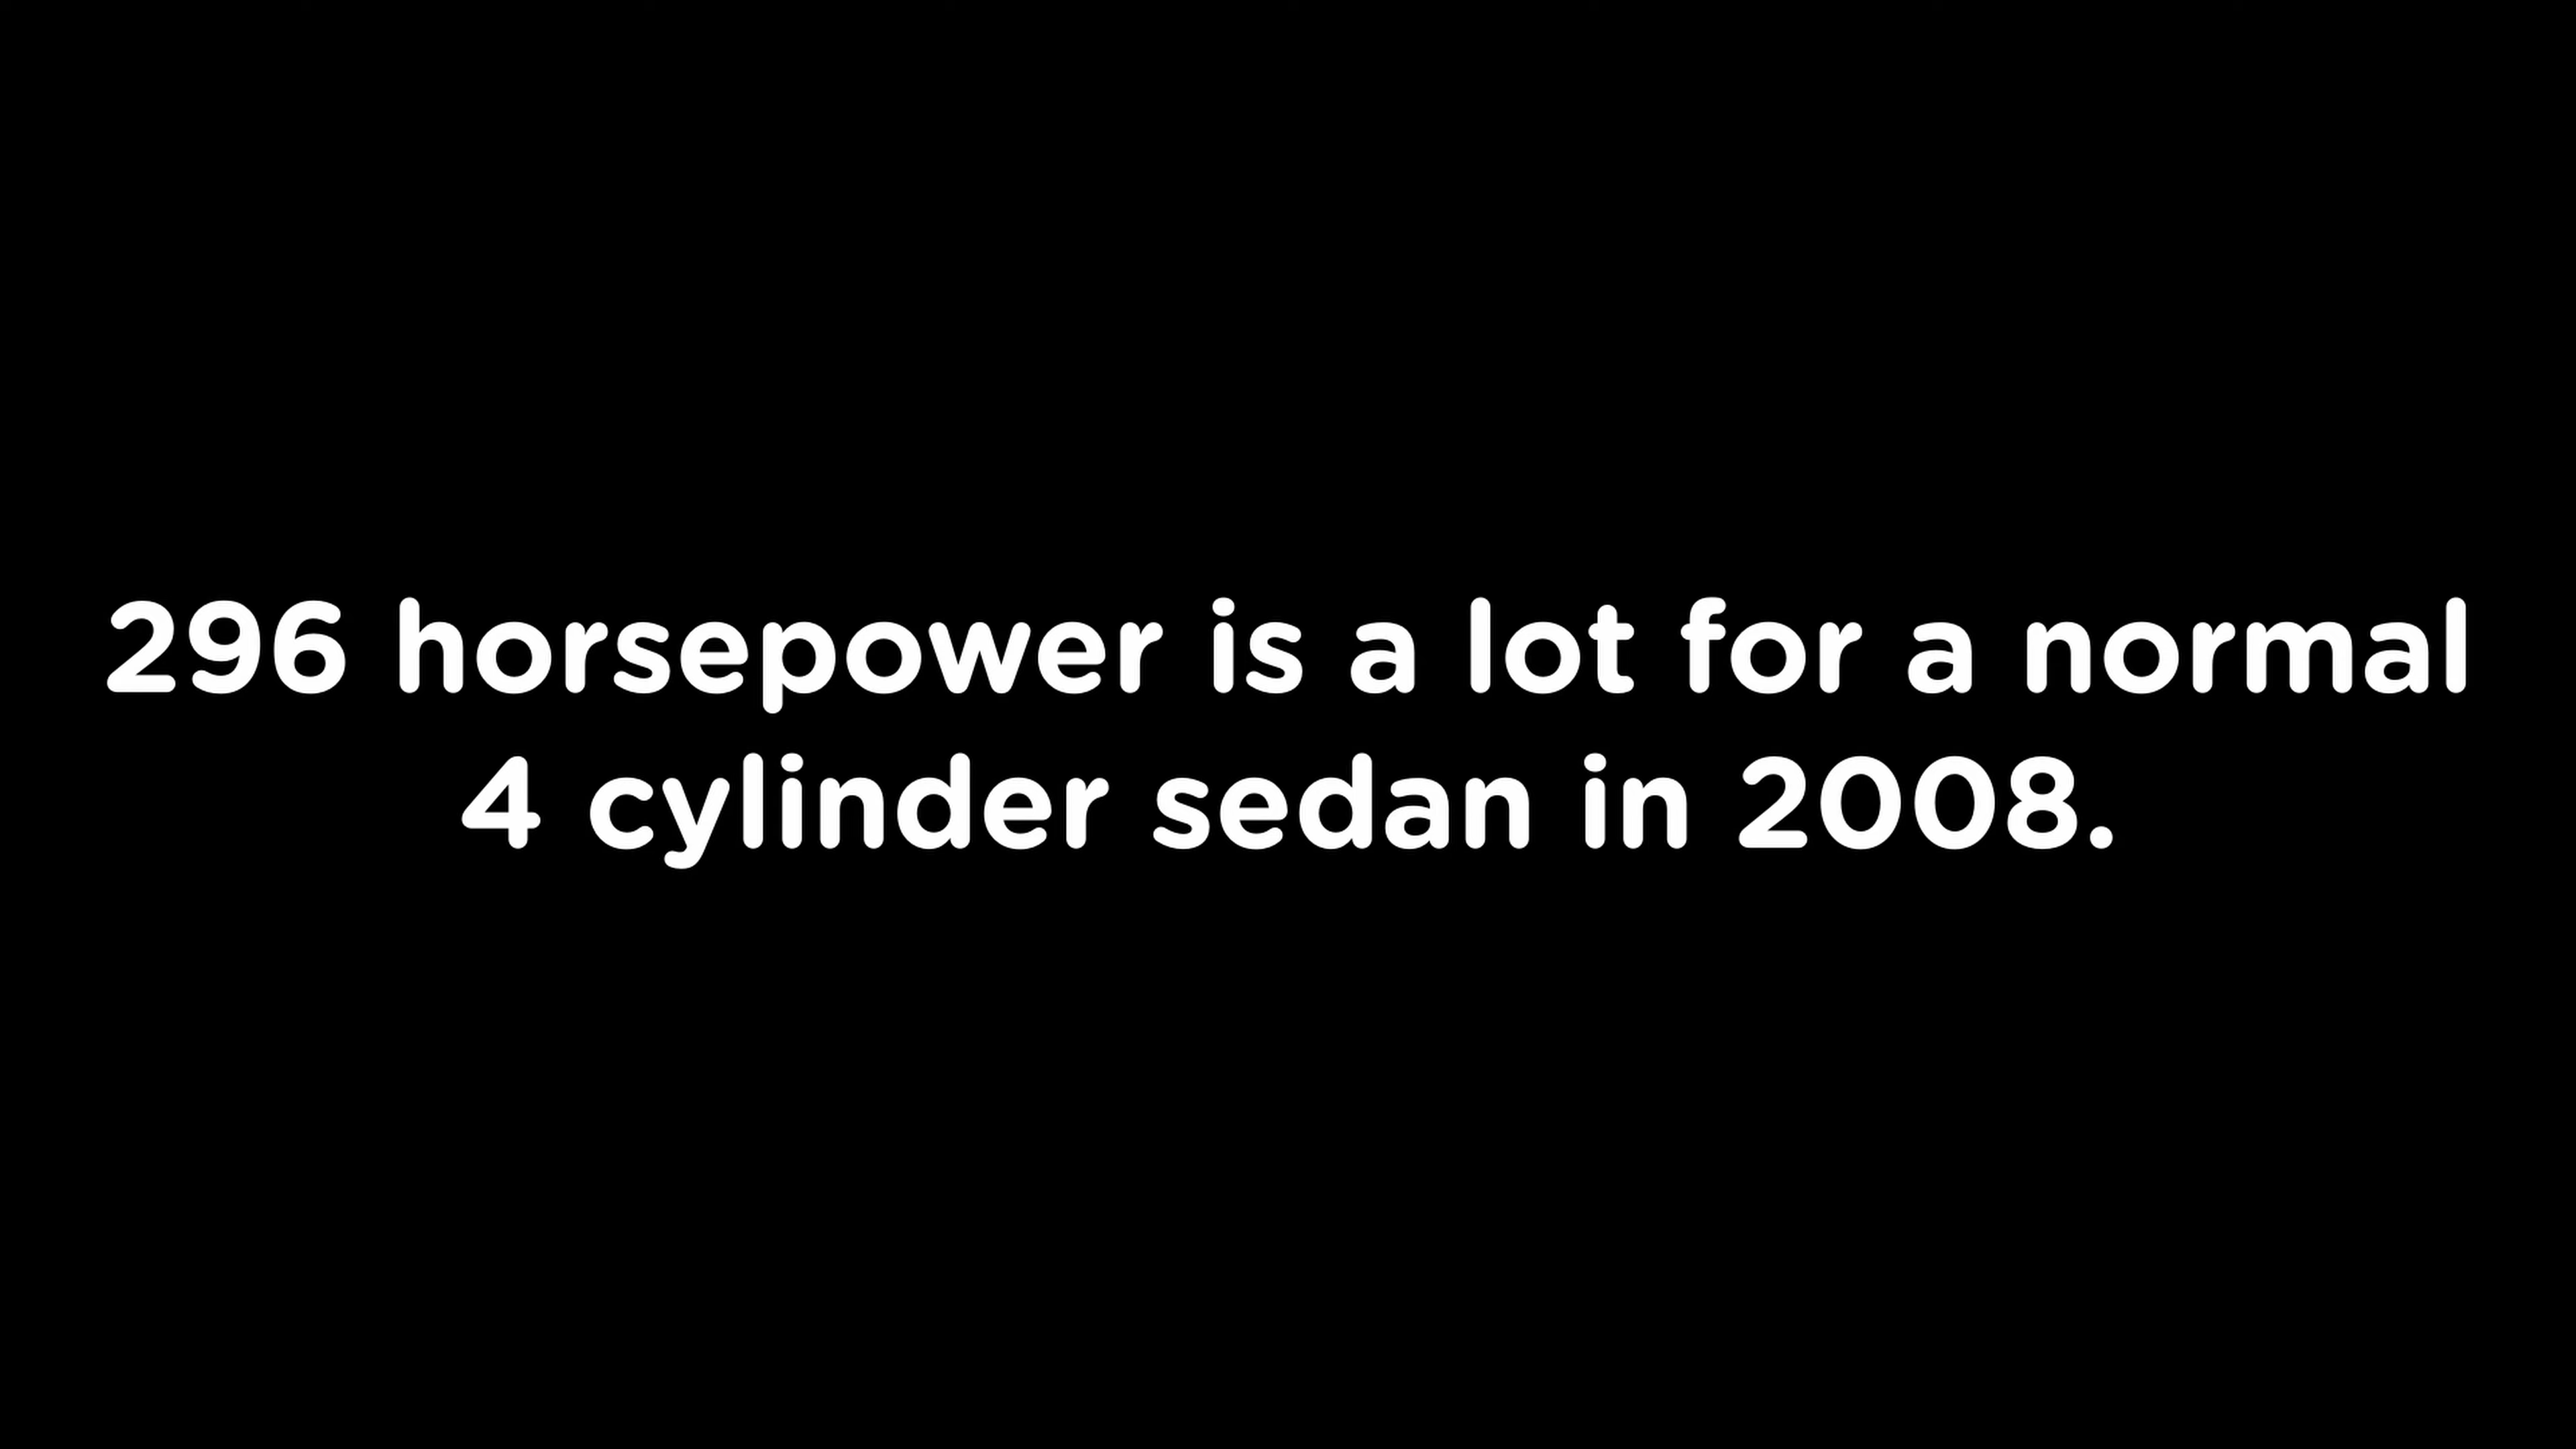 296 horsepower is a lot for a normal
4 cylinder sedan in 2008.